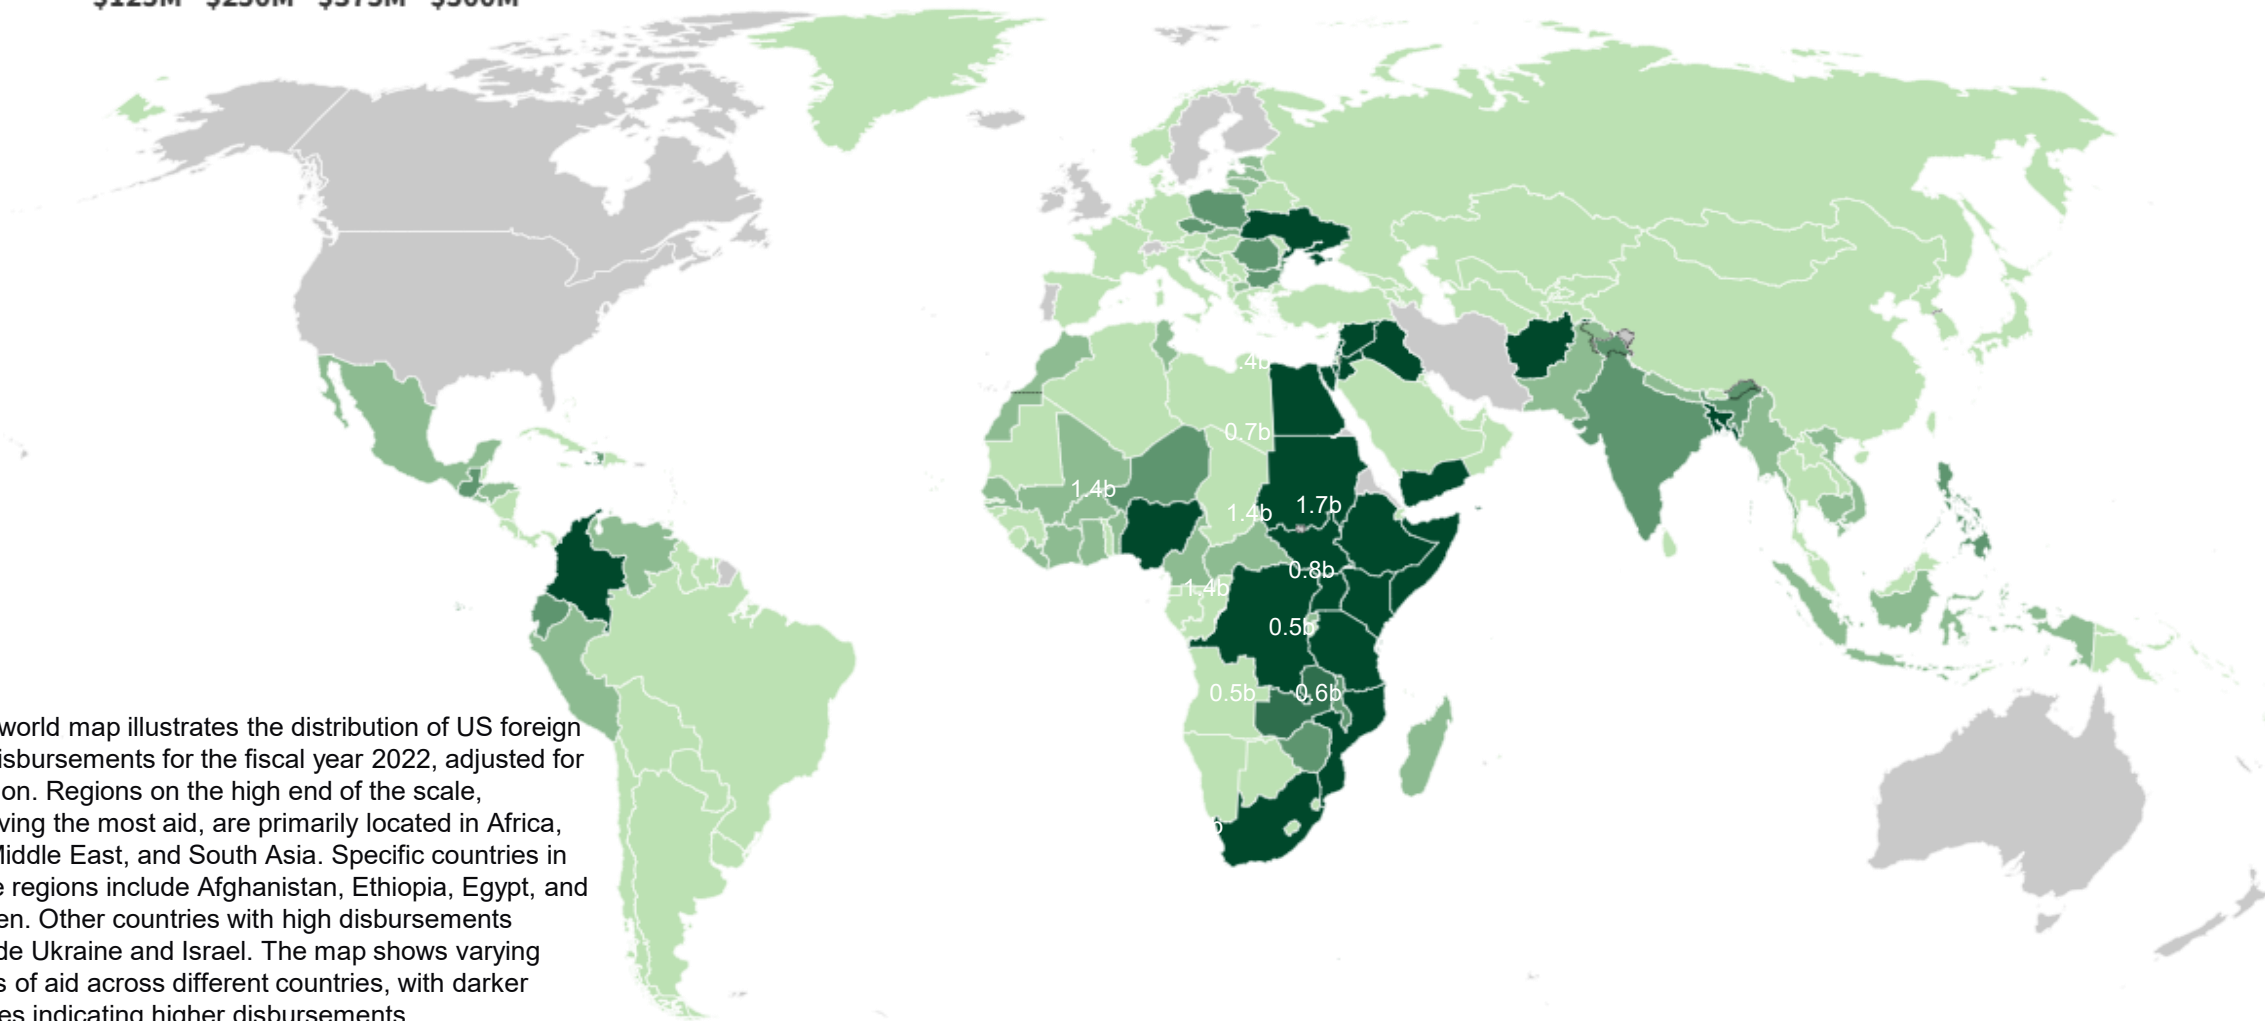 $125M $250M $375M $500M
.4b
0.7b
1.4b
1.7b
1.4b
0.8b
1.4b
0.5b
0.5b
0.6b
world map illustrates the distribution of US foreign
isbursements for the fiscal year 2022, adjusted for
on. Regions on the high end of the scale,
ving the most aid, are primarily located in Africa,
Middle East, and South Asia. Specific countries in
e regions include Afghanistan, Ethiopia, Egypt, and
en. Other countries with high disbursements
de Ukraine and Israel. The map shows varying
s of aid across different countries, with darker
es indicating higher disbursements